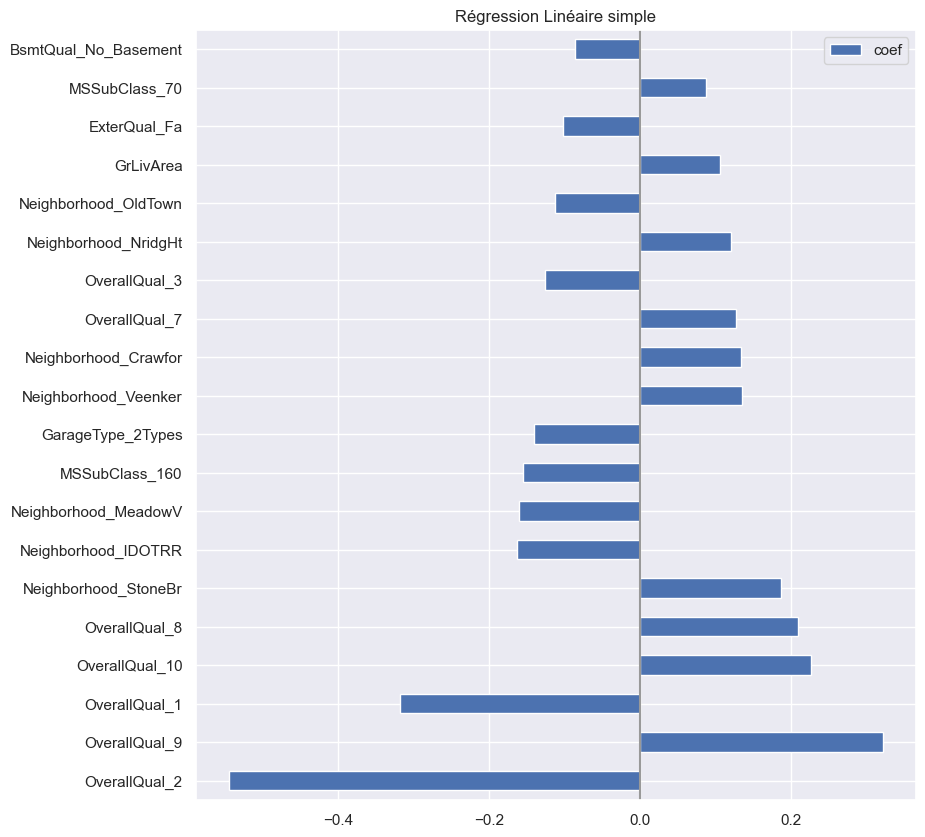 Régression Linéaire simple
coef
BsmtQual_No_Basement
MSSubClass_70
ExterQual_Fa
GrLivArea
Neighborhood_OldTown
Neighborhood_NridgHt
OverallQual_3
OverallQual_7
Neighborhood_Crawfor
Neighborhood_Veenker
GarageType_2Types
MSSubClass_160
Neighborhood_MeadowV
Neighborhood_IDOTRR
Neighborhood_StoneBr
OverallQual_8
OverallQual_10
OverallQual_1
OverallQual_9
OverallQual_2
−0.4 −0.2 0.0 0.2